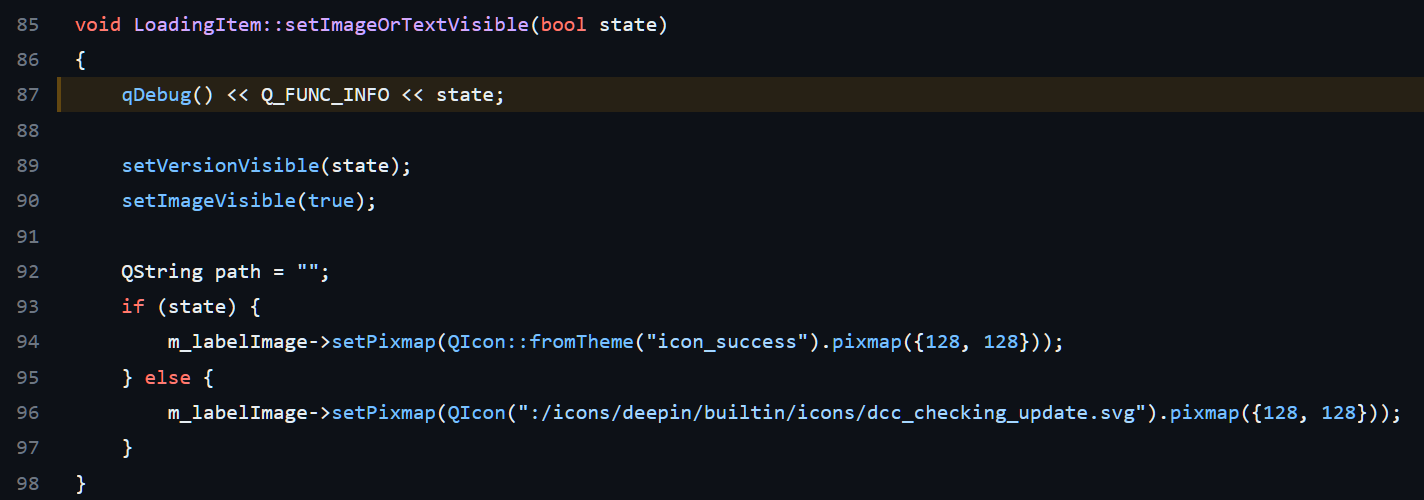 85 void LoadingItem::setImageOrTextVisible(bool state)
86 {
87     qDebug() << Q_FUNC_INFO << state;
88
89     setVersionVisible(state);
90     setImageVisible(true);
91
92     QString path = "";
93     if (state) {
94         m_labelImage->setPixmap(QIcon::fromTheme("icon_success").pixmap({128, 128}));
95     } else {
96         m_labelImage->setPixmap(QIcon(":/icons/deepin/builtin/icons/dcc_checking_update.svg").pixmap({128, 128}));
97     }
98 }